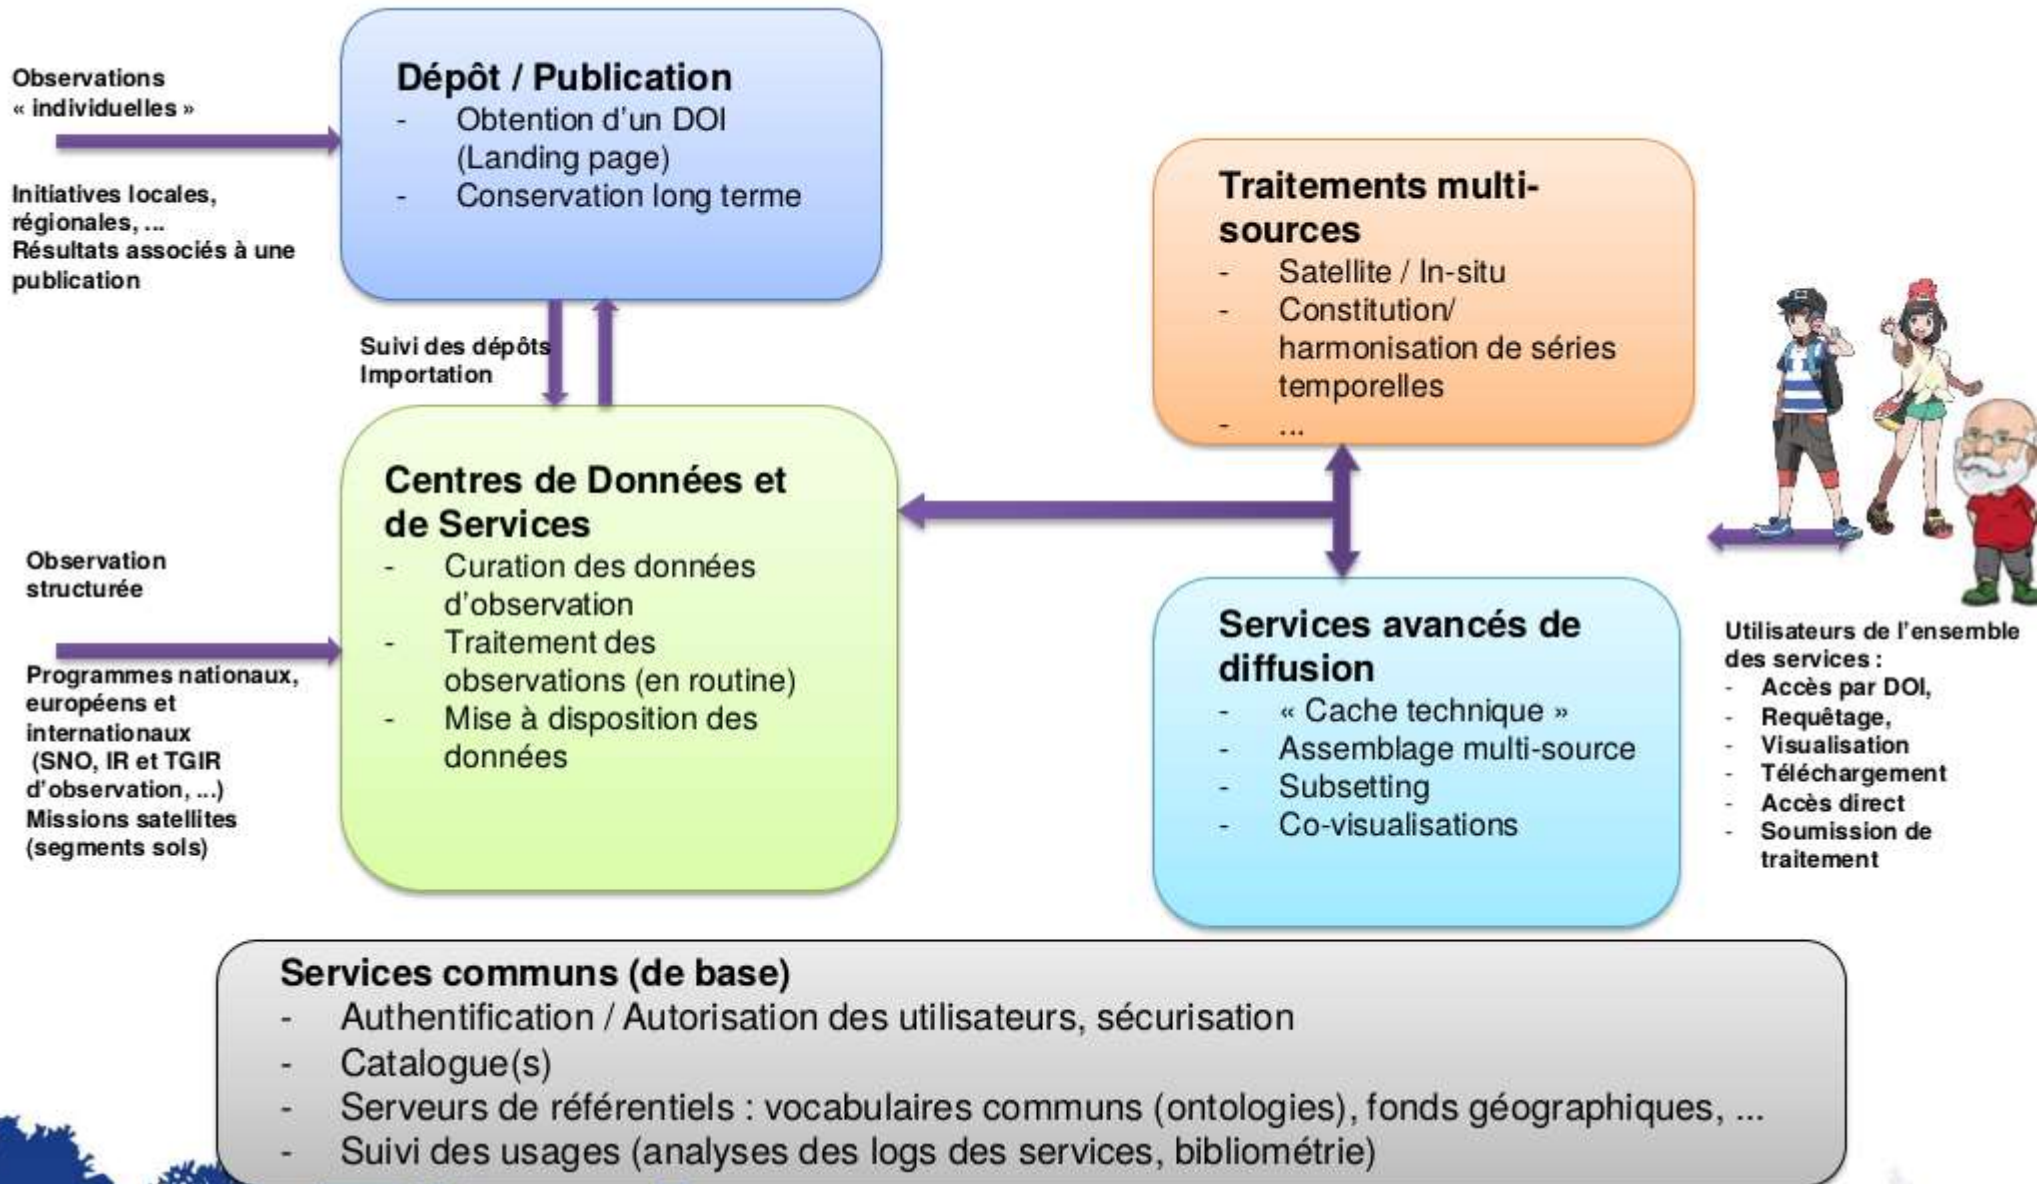 Observations
« individuelles »
Initiatives locales,
régionales, ...
Résultats associés à une
publication
Dépôt / Publication
- Obtention d'un DOI
(Landing page)
- Conservation long terme
Suivi des dépôts
Importation
Observation
structurée
Programmes nationaux,
européens et
internationaux
(SNO, IR et TGIR
d'observation, ...)
Missions satellites
(segments sols)
Centres de Données et
de Services
- Curation des données
d'observation
- Traitement des
observations (en routine)
- Mise à disposition des
données
Traitements multi-
sources
- Satellite / In-situ
- Constitution/
harmonisation de séries
temporelles
- ...
Services avancés de
diffusion
- « Cache technique »
- Assemblage multi-source
- Subsetting
- Co-visualisations
Utilisateurs de l'ensemble
des services :
- Accès par DOI,
- Requêtage,
- Visualisation
- Téléchargement
- Accès direct
- Soumission de
traitement
Services communs (de base)
- Authentification / Autorisation des utilisateurs, sécurisation
- Catalogue(s)
- Serveurs de référentiels : vocabulaires communs (ontologies), fonds géographiques, ...
- Suivi des usages (analyses des logs des services, bibliométrie)